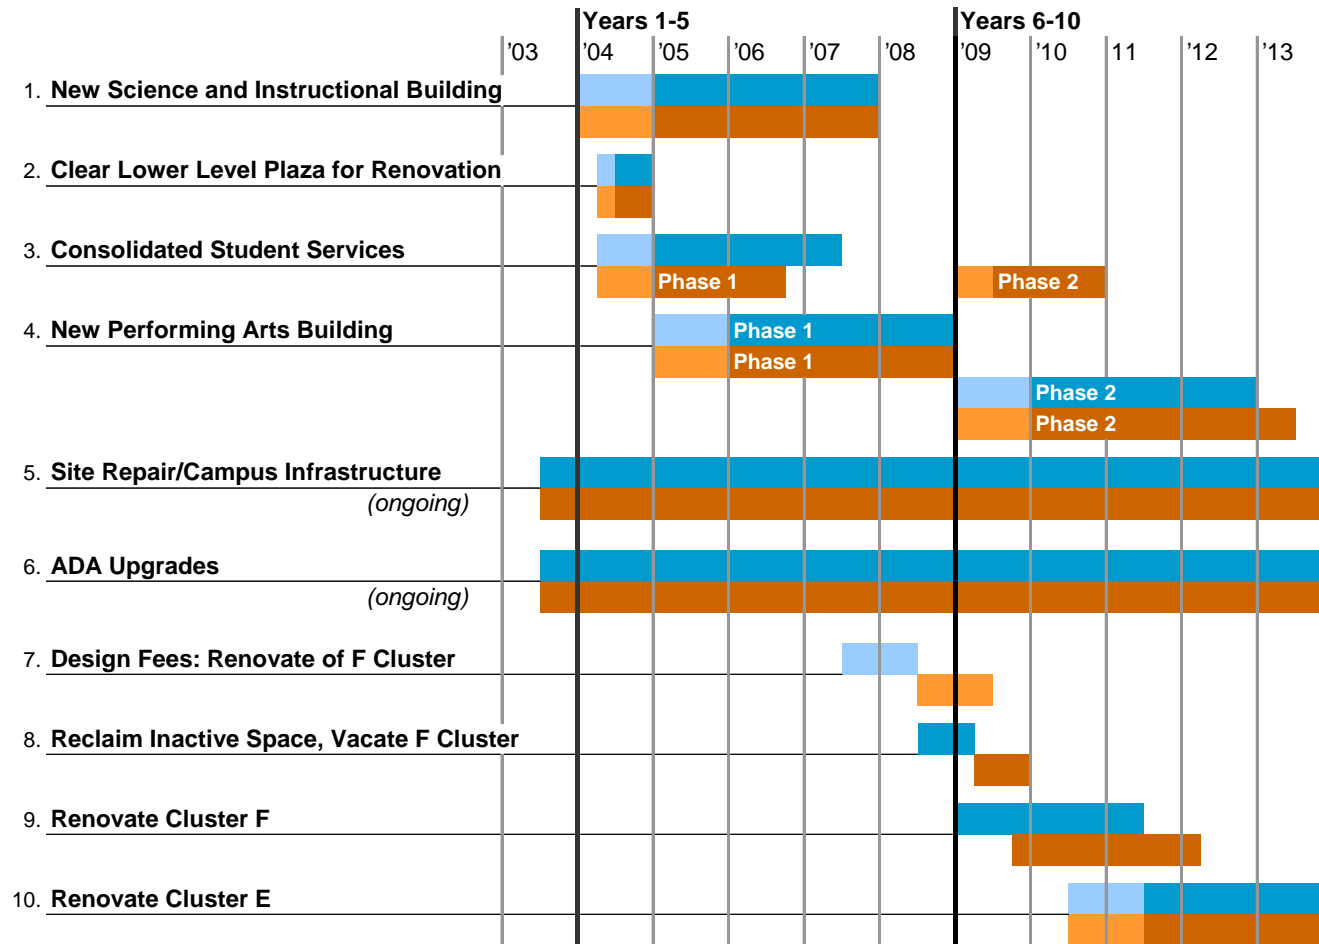 Years 1-5 Years 6-10
’03 ’04 ’05 ’06 ’07 ’08 ’09 ’10 11 ’12 ’13
1. New Science and Instructional Building
2. Clear Lower Level Plaza for Renovation
3. Consolidated Student Services
Phase 1 Phase 2
4. New Performing Arts Building Phase 1
Phase 1
Phase 2
Phase 2
5. Site Repair/Campus Infrastructure
(ongoing)
6. ADA Upgrades
(ongoing)
7. Design Fees: Renovate of F Cluster
8. Reclaim Inactive Space, Vacate F Cluster
9. Renovate Cluster F
10. Renovate Cluster E